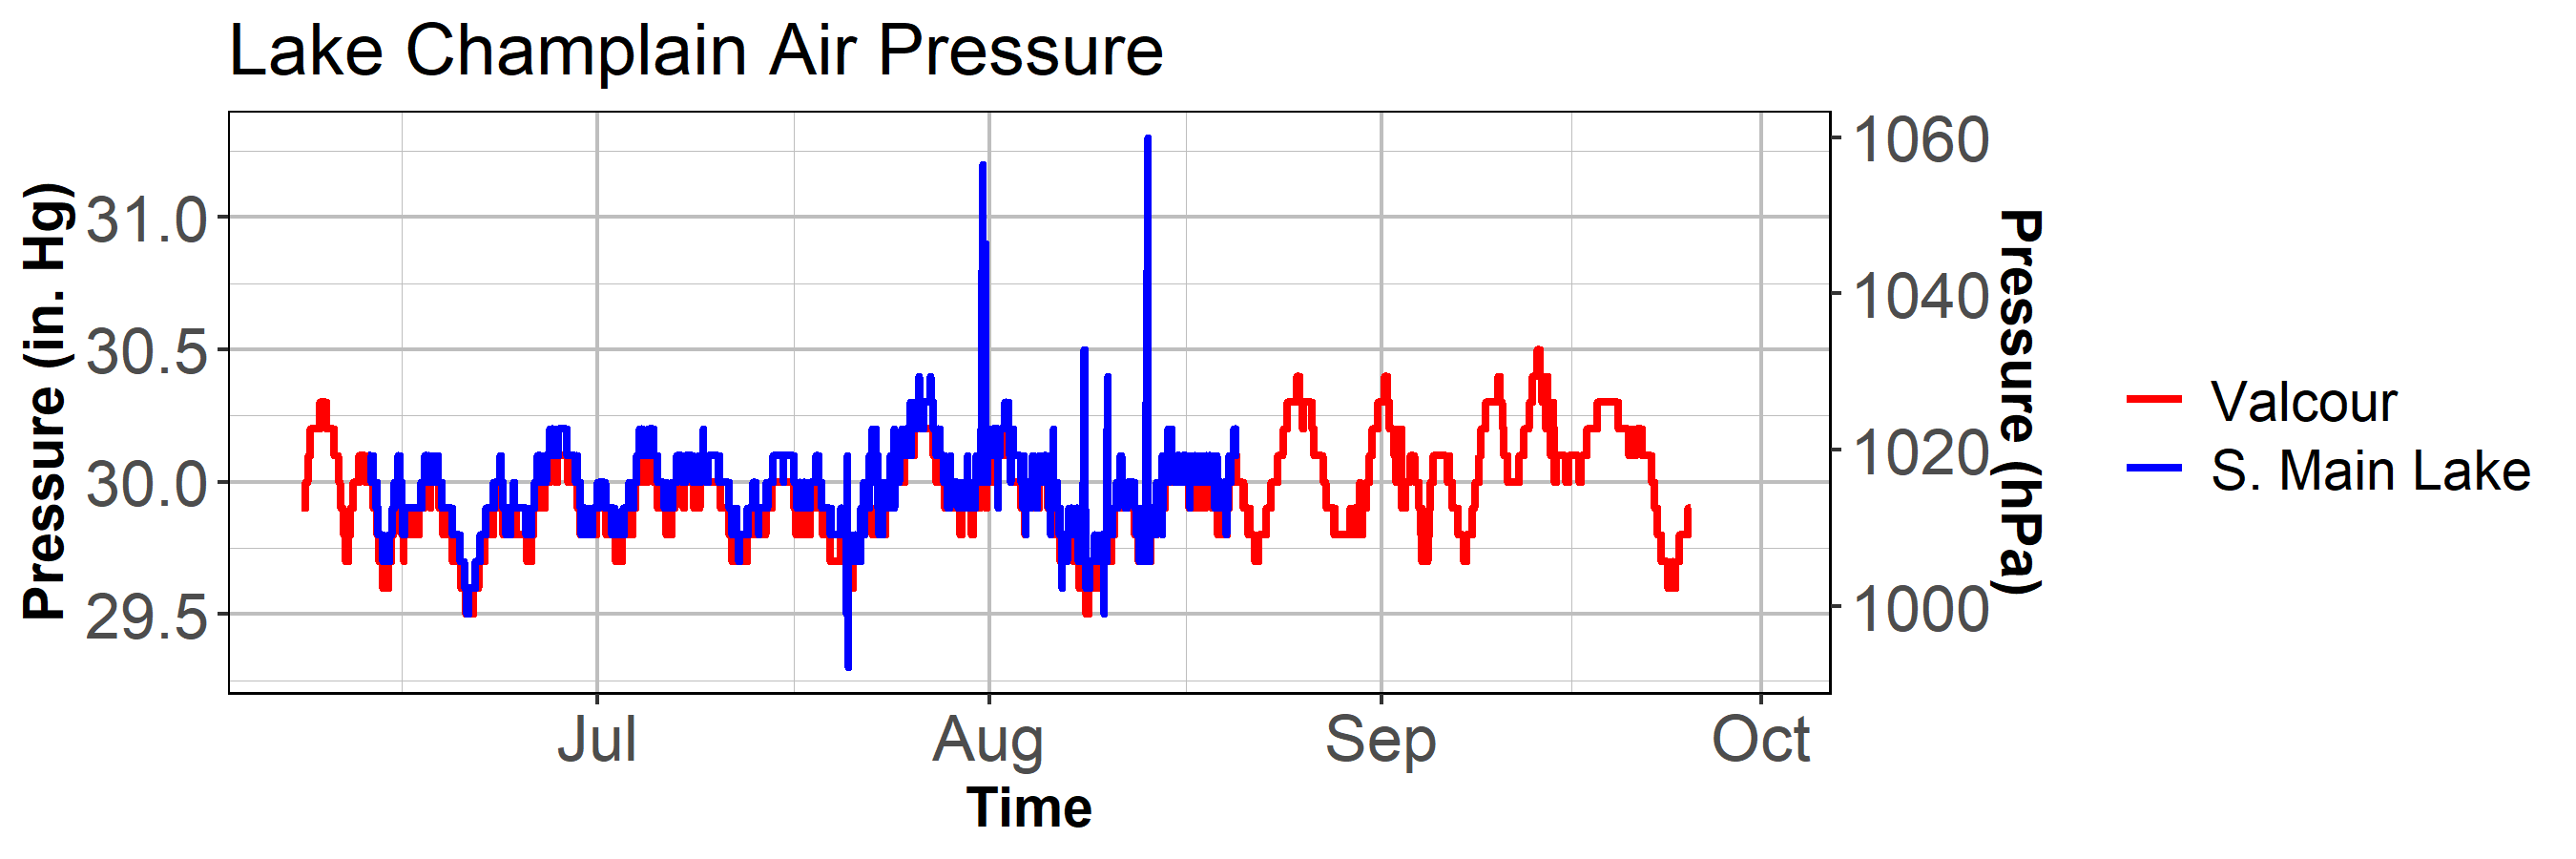 Lake Champlain Air Pressure
Pressure (in. Hg)
31.0
30.5
30.0
29.5
1060
1040
1020
1000
Pressure (hPa)
Jul Aug Sep Oct
Time
Valcour
S. Main Lake